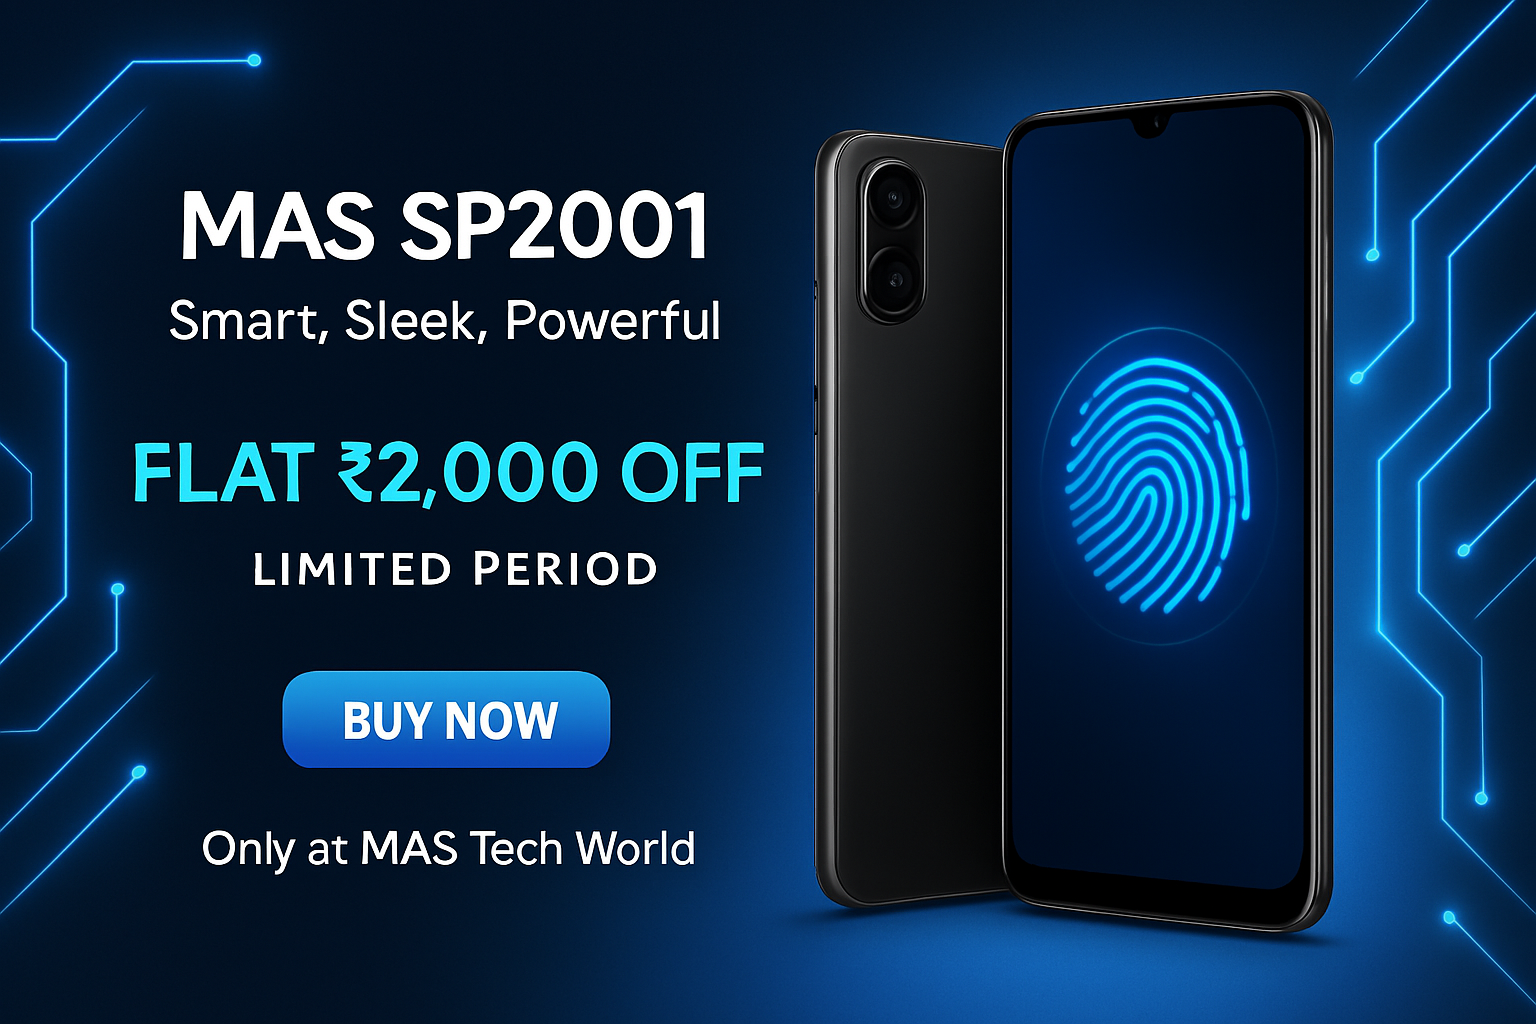 MAS SP2001
Smart, Sleek, Powerful
FLAT ₹2,000 OFF
LIMITED PERIOD
BUY NOW
Only at MAS Tech World